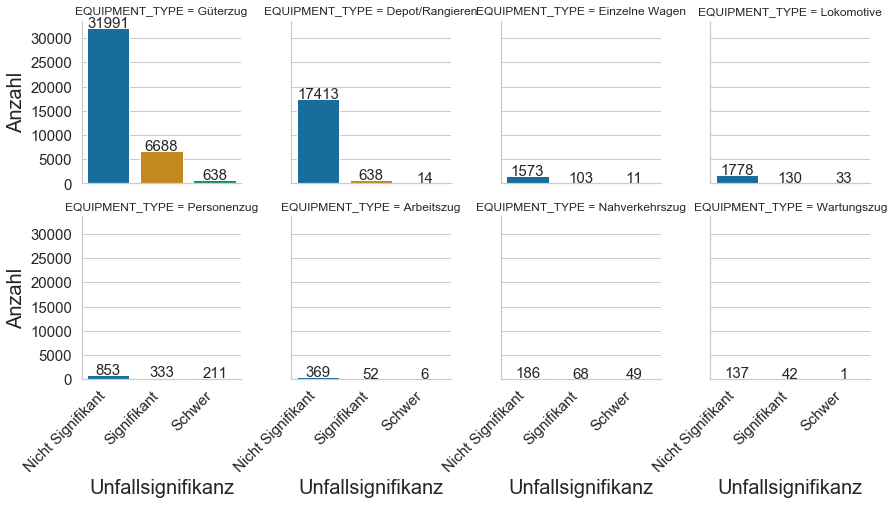 EQUIPMENT_TYPE = Güterzug
EQUIPMENT_TYPE = Depot/Rangieren
EQUIPMENT_TYPE = Einzelne Wagen
EQUIPMENT_TYPE = Lokomotive
Anzahl
30000
25000
20000
15000
10000
5000
0
31991
6688
638
17413
638
14
1573
103
11
1778
130
33
EQUIPMENT_TYPE = Personenzug
EQUIPMENT_TYPE = Arbeitszug
EQUIPMENT_TYPE = Nahverkehrszug
EQUIPMENT_TYPE = Wartungszug
Anzahl
30000
25000
20000
15000
10000
5000
0
853
333
211
369
52
6
186
68
49
137
42
1
Nicht Signifikant
Signifikant
Schwer
Nicht Signifikant
Signifikant
Schwer
Nicht Signifikant
Signifikant
Schwer
Nicht Signifikant
Signifikant
Schwer
Unfallsignifikanz
Unfallsignifikanz
Unfallsignifikanz
Unfallsignifikanz